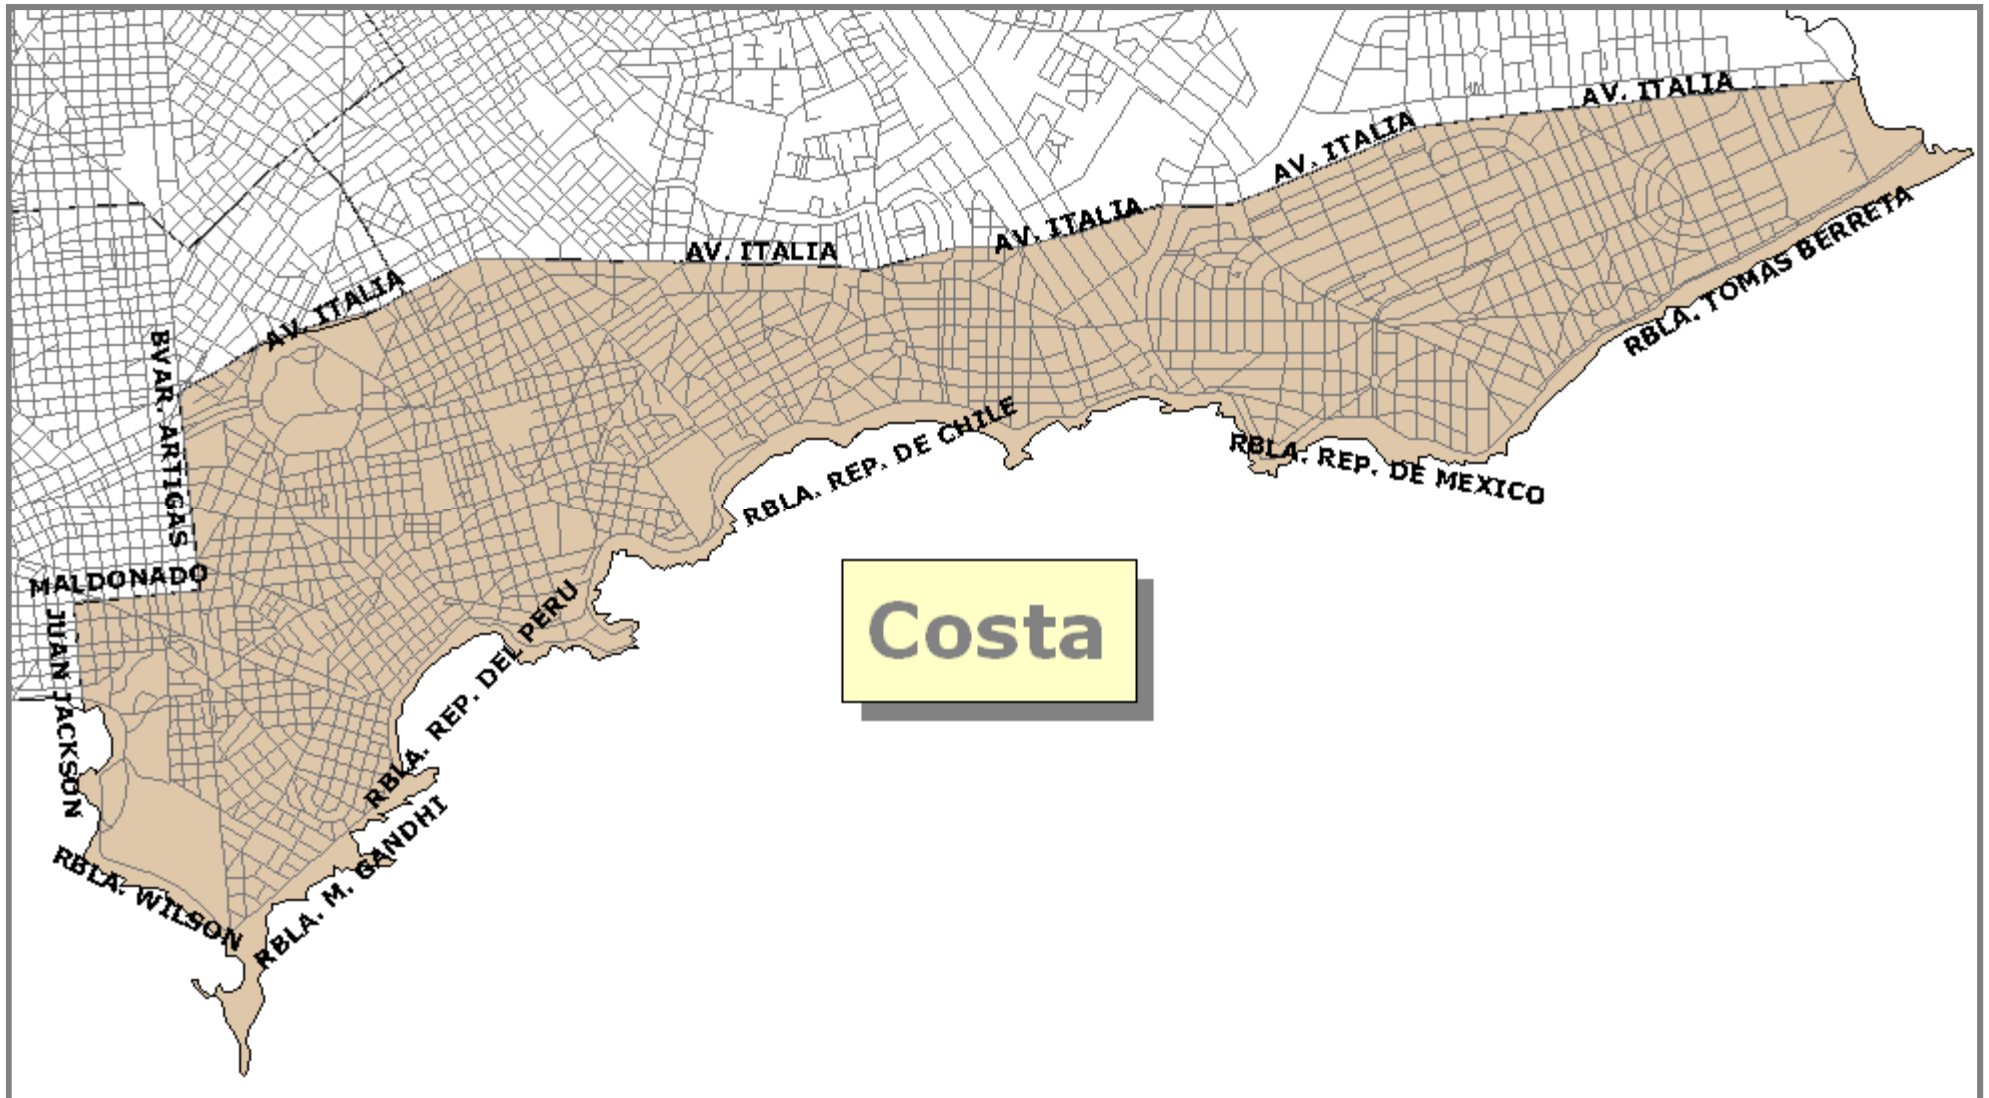 AV. ITALIA
AV. ITALIA
AV. ITALIA
AV. ITALIA
AV. ITALIA
RBLA. TOMAS BERRETA
BVAR. ARTIGAS
RBLA. REP. DE CHILE
RBLA. REP. DE MEXICO
MALDONADO
JUAN JACKSON
RBLA. REP. DEL PERU
Costa
RBLA. WILSON
RBLA. M. GANDHI